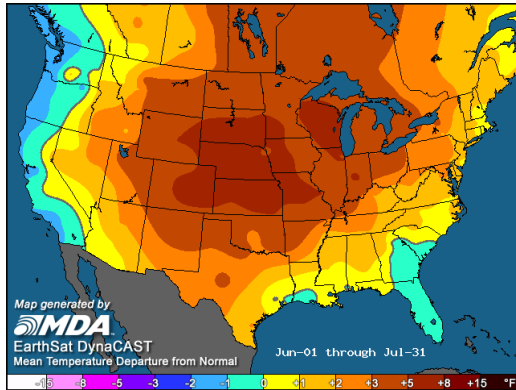 Map generated by
MDA
EarthSat DynaCAST
Mean Temperature Departure from Normal
Jun-01 through Jul-31
-15 -8 -5 -3 -2 -1 0 +1 +2 +3 +5 +8 +15 °F